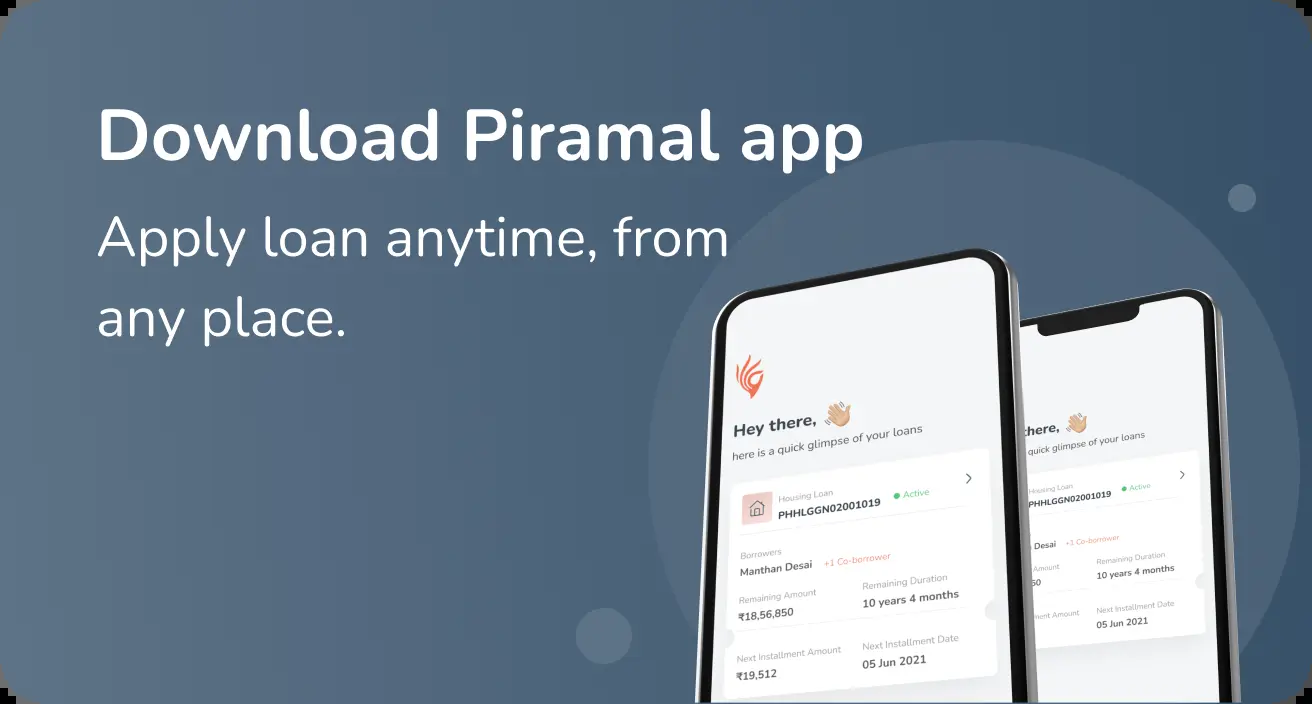 Download Piramal app
Apply loan anytime, from
any place.
Hey there, 👋
here is a quick glimpse of your loans
Housing Loan
PHHLGGN02001019 Active
Borrowers
Manthan Desai +1 Co-borrower
Remaining Amount Remaining Duration
₹18,56,850 10 years 4 months
Next Installment Amount Next Installment Date
₹19,512 05 Jun 2021
there, 👋
quick glimpse of your loans
Housing Loan
PHHLGGN02001019 Active
Desai +1 Co-borrower
Amount Remaining Duration
50 10 years 4 months
ment Amount Next Installment Date
05 Jun 2021